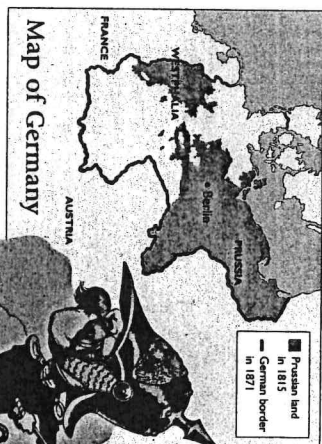 Map of Germany
Prussian land
in 1815
German border
in 1871
FRANCE
WESTPHALIA
Berlin
PRUSSIA
AUSTRIA